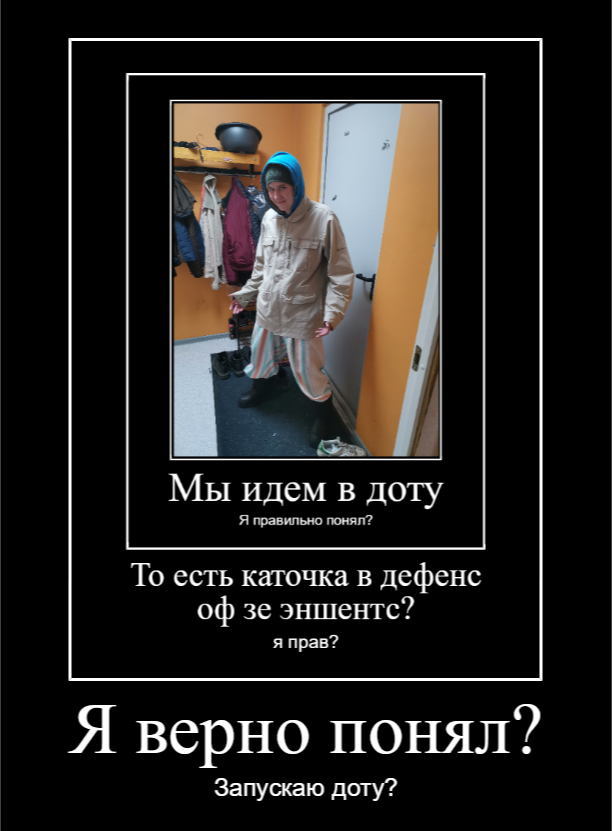 Мы идем в доту
Я правильно понял?
То есть каточка в дефенс
оф зе эншентс?
я прав?
Я верно понял?
Запускаю доту?